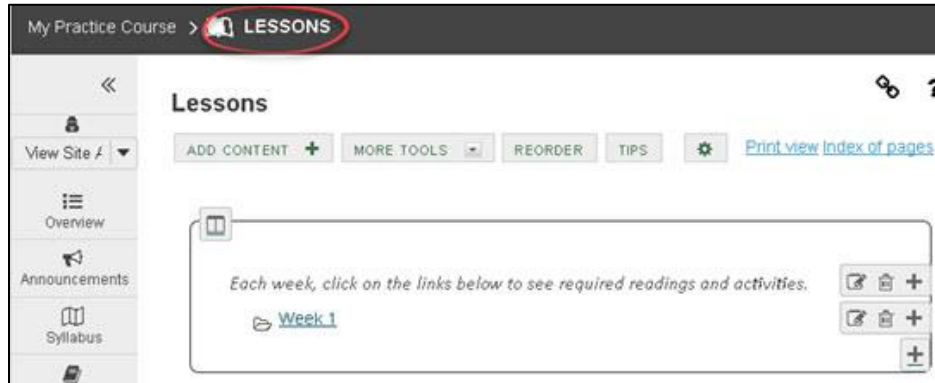 My Practice Course > LESSONS
Lessons
View Site
ADD CONTENT + MORE TOOLS REORDER TIPS Print view Index of pages
Overview
Announcements
Each week, click on the links below to see required readings and activities.
Week 1
Syllabus